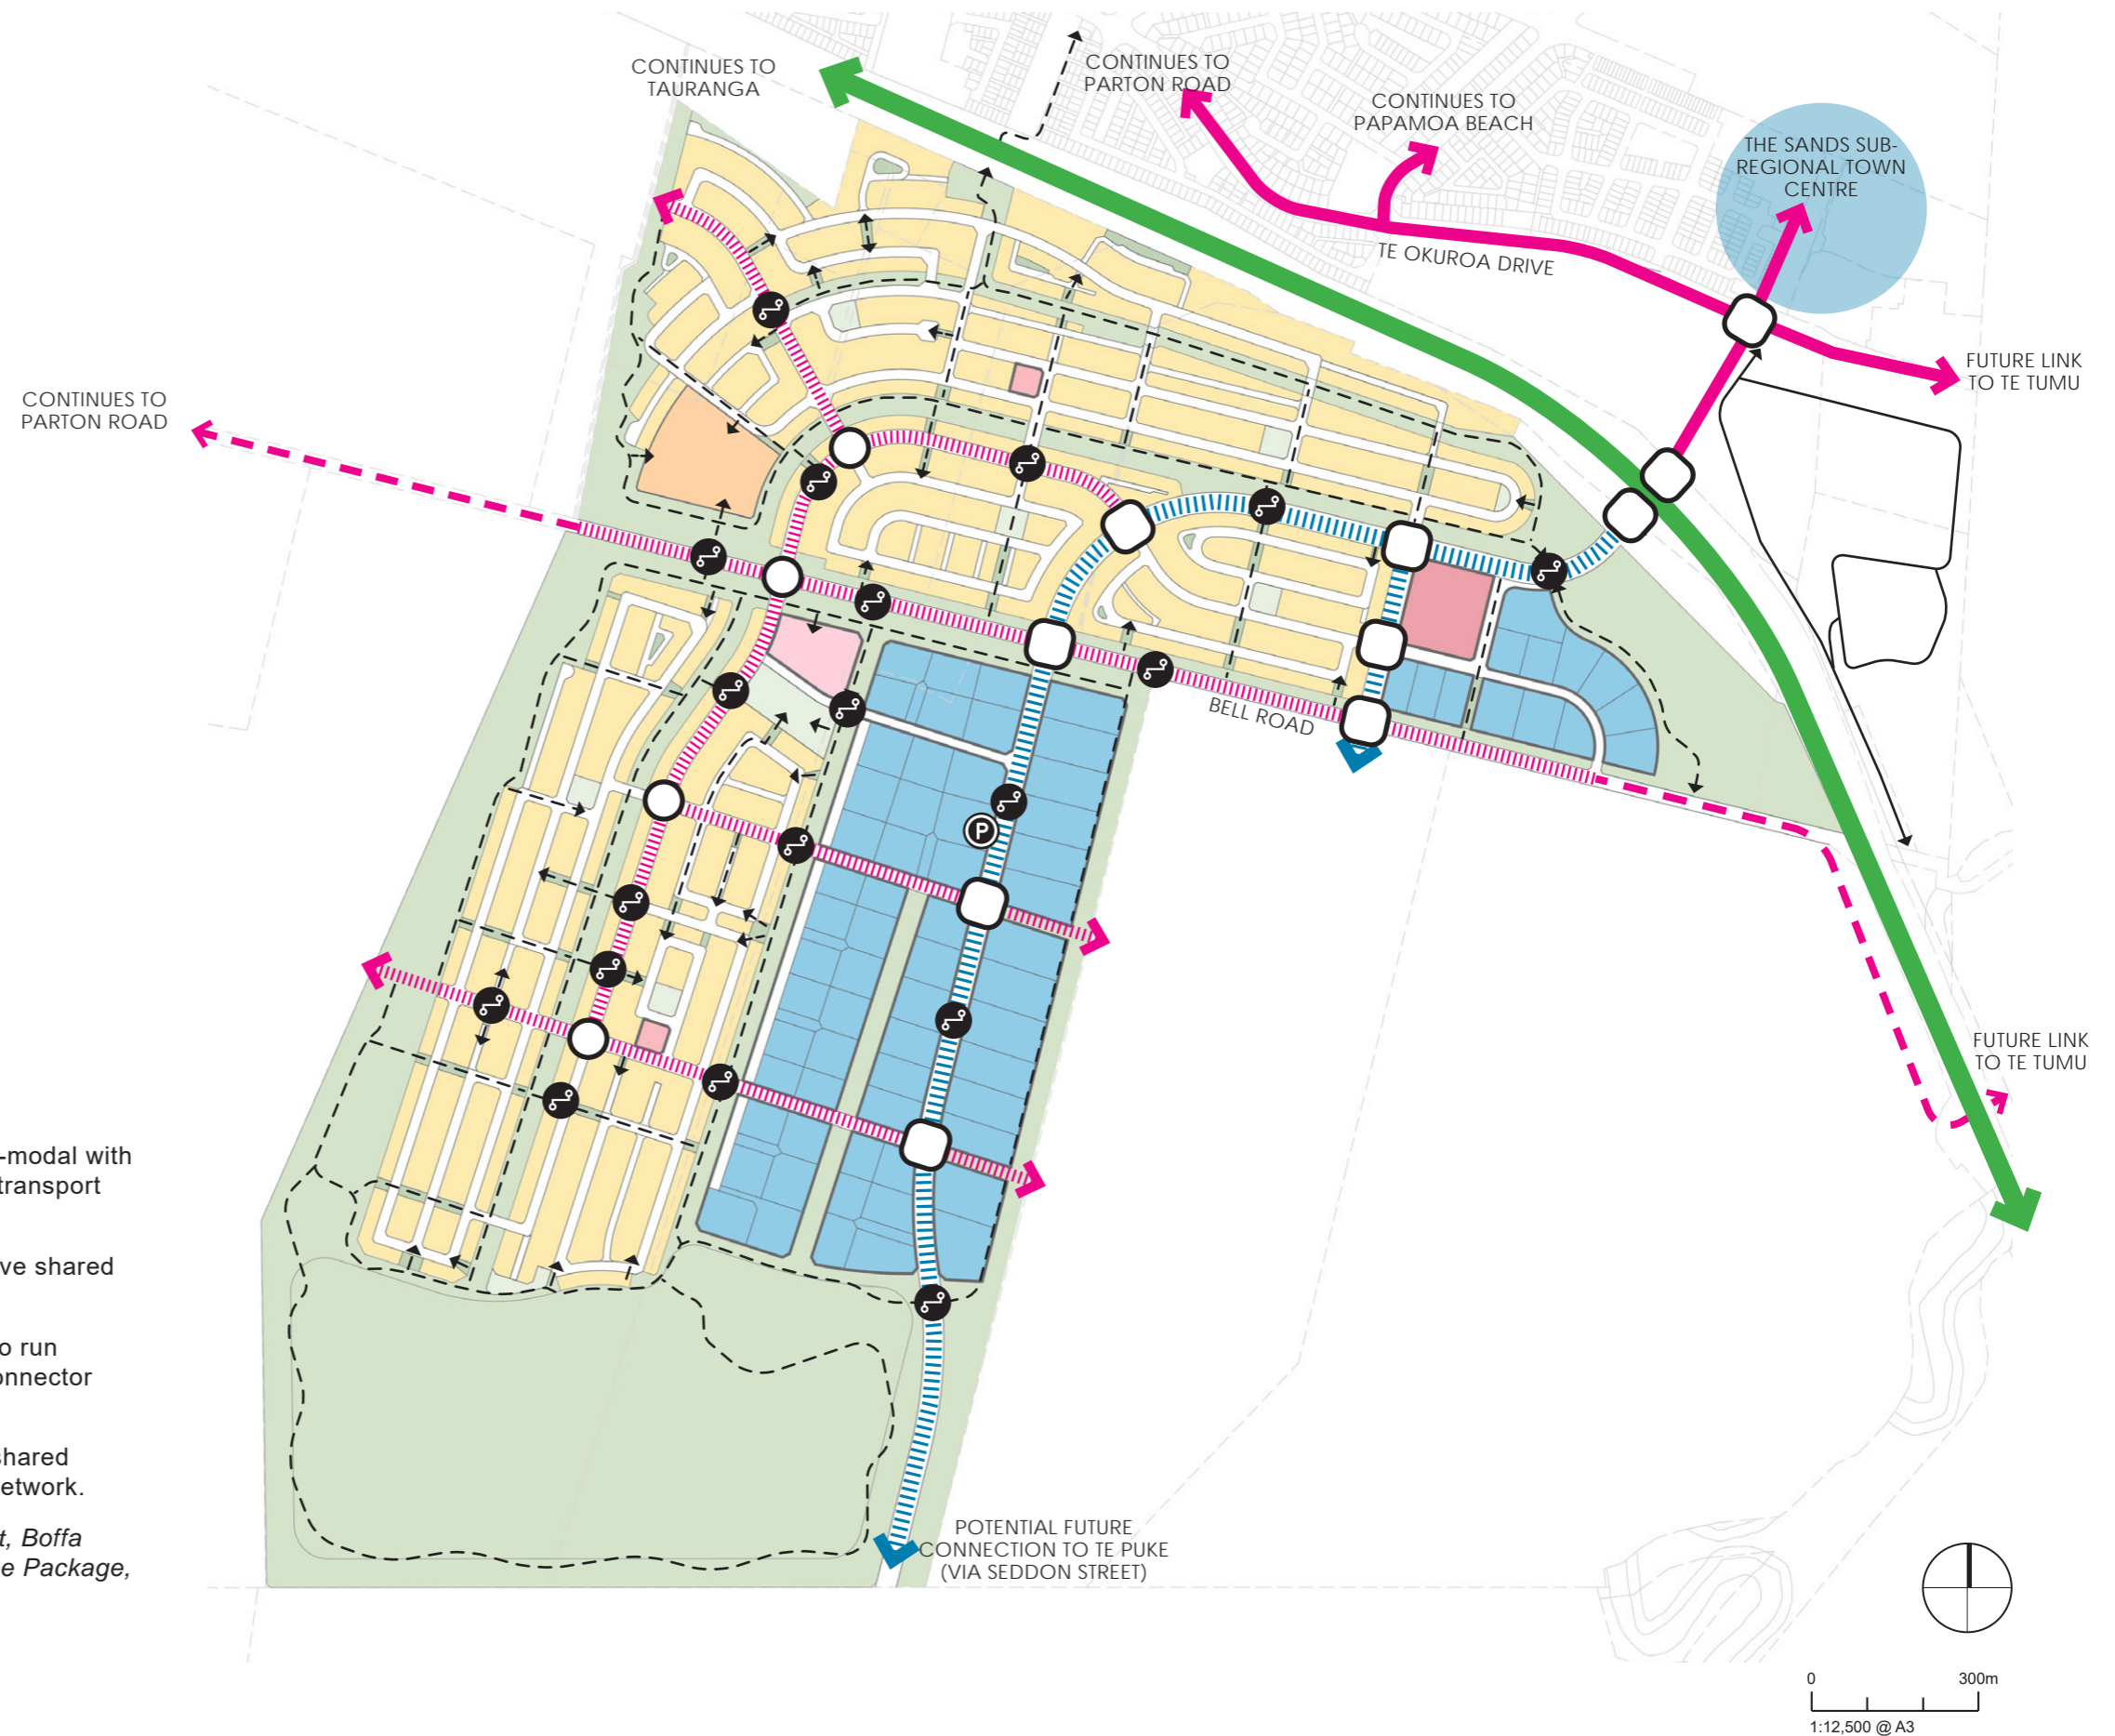 CONTINUES TO
TAURANGA
CONTINUES TO
PARTON ROAD
CONTINUES TO
PAPAMOA BEACH
THE SANDS SUB-
REGIONAL TOWN
CENTRE
TE OKUROA DRIVE
FUTURE LINK
TO TE TUMU
CONTINUES TO
PARTON ROAD
BELL ROAD
P
FUTURE LINK
TO TE TUMU
-modal with
transport
ve shared
o run
onnector
shared
etwork.
t, Boffa
e Package,
POTENTIAL FUTURE
CONNECTION TO TE PUKE
(VIA SEDDON STREET)
0 300m
1:12,500 @ A3